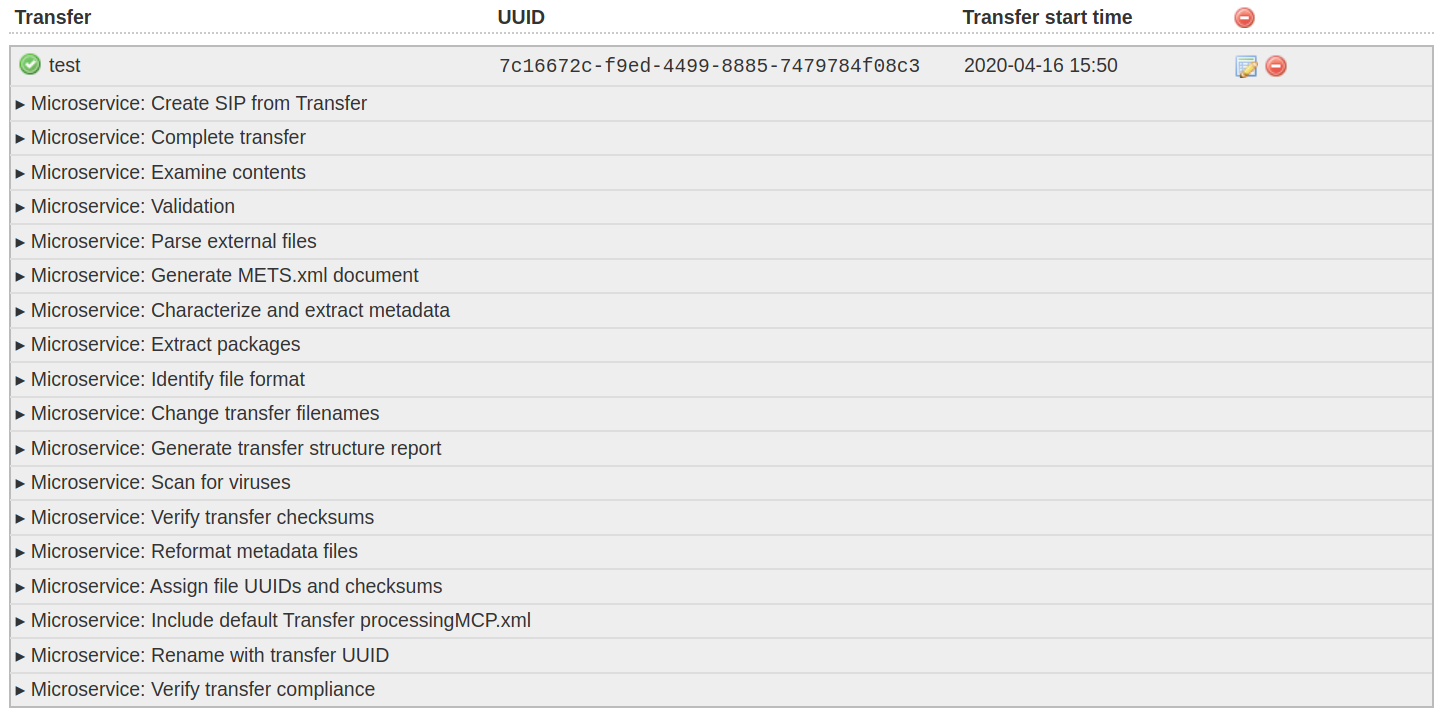 Transfer UUID Transfer start time
test 7c16672c-f9ed-4499-8885-7479784f08c3 2020-04-16 15:50
Microservice: Create SIP from Transfer
Microservice: Complete transfer
Microservice: Examine contents
Microservice: Validation
Microservice: Parse external files
Microservice: Generate METS.xml document
Microservice: Characterize and extract metadata
Microservice: Extract packages
Microservice: Identify file format
Microservice: Change transfer filenames
Microservice: Generate transfer structure report
Microservice: Scan for viruses
Microservice: Verify transfer checksums
Microservice: Reformat metadata files
Microservice: Assign file UUIDs and checksums
Microservice: Include default Transfer processingMCP.xml
Microservice: Rename with transfer UUID
Microservice: Verify transfer compliance